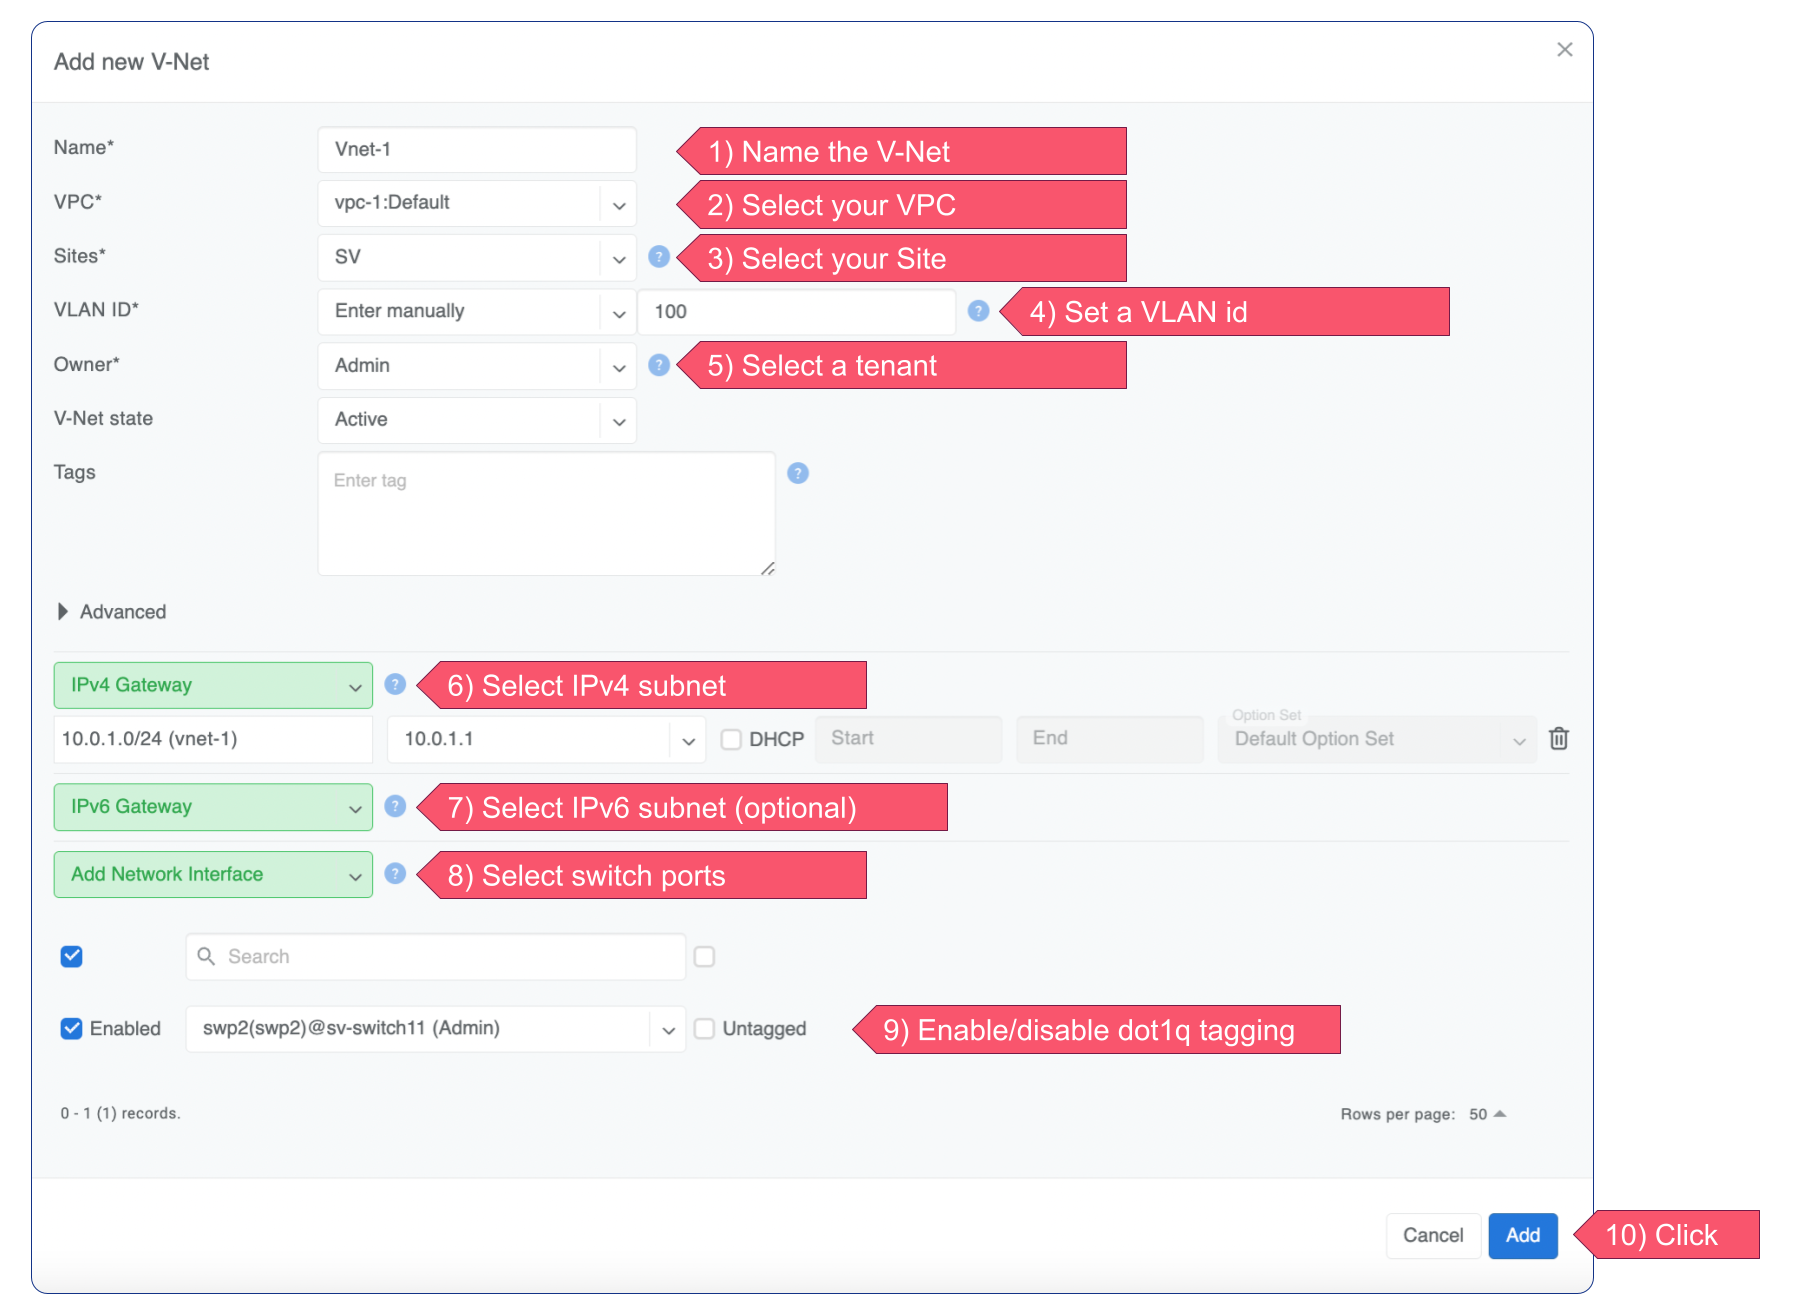 Add new V-Net
Name* Vnet-1 1) Name the V-Net
VPC* vpc-1:Default 2) Select your VPC
Sites* SV ? 3) Select your Site
VLAN ID* Enter manually 100 ? 4) Set a VLAN id
Owner* Admin ? 5) Select a tenant
V-Net state Active
Tags Enter tag ?
Advanced
IPv4 Gateway ? 6) Select IPv4 subnet
Option Set
10.0.1.0/24 (vnet-1) 10.0.1.1 DHCP Start End Default Option Set
IPv6 Gateway ? 7) Select IPv6 subnet (optional)
Add Network Interface ? 8) Select switch ports
Search
Enabled swp2(swp2)@sv-switch11 (Admin) Untagged 9) Enable/disable dot1q tagging
0 - 1 (1) records. Rows per page: 50
Cancel Add 10) Click